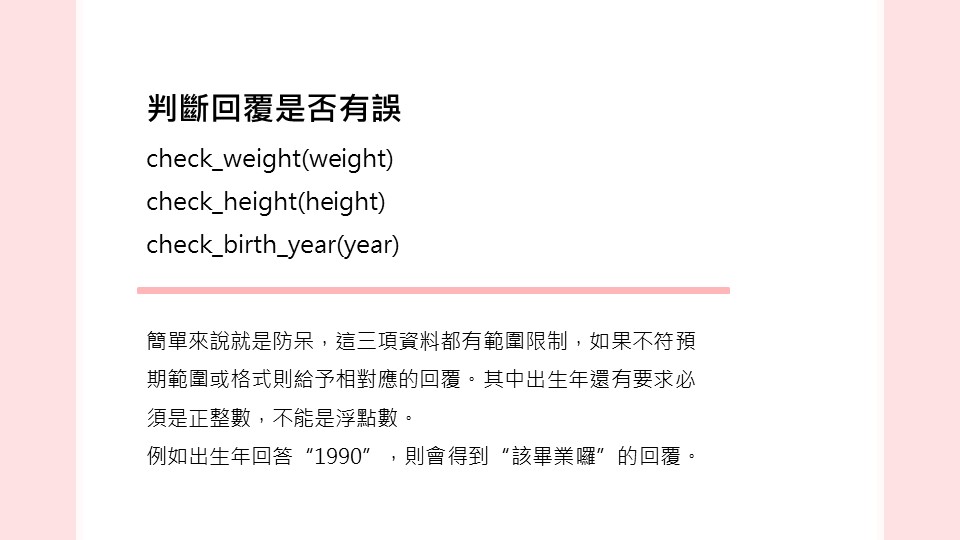 判斷回覆是否有誤
check_weight(weight)
check_height(height)
check_birth_year(year)
簡單來說就是防呆，這三項資料都有範圍限制，如果不符預
期範圍或格式則給予相對應的回覆。其中出生年還有要求必
須是正整數，不能是浮點數。
例如出生年回答“1990”，則會得到“該畢業囉”的回覆。